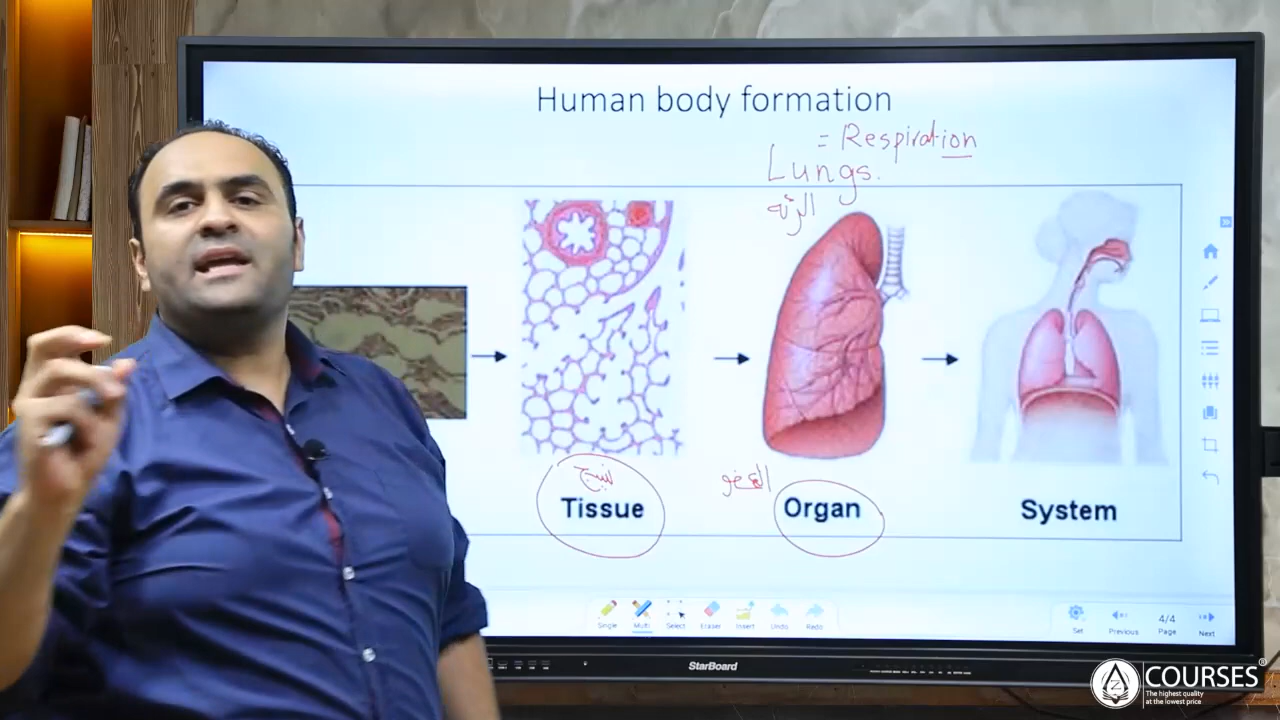 Human body formation
= Respiration
Lungs.
الرئه
نسيج
العضو
Tissue
Organ
System
Single
Multi
Select
Eraser
Insert
Undo
Redo
Set
Previous
4/4
Page
Next
StarBoard
COURSES®
The highest quality
at the lowest price